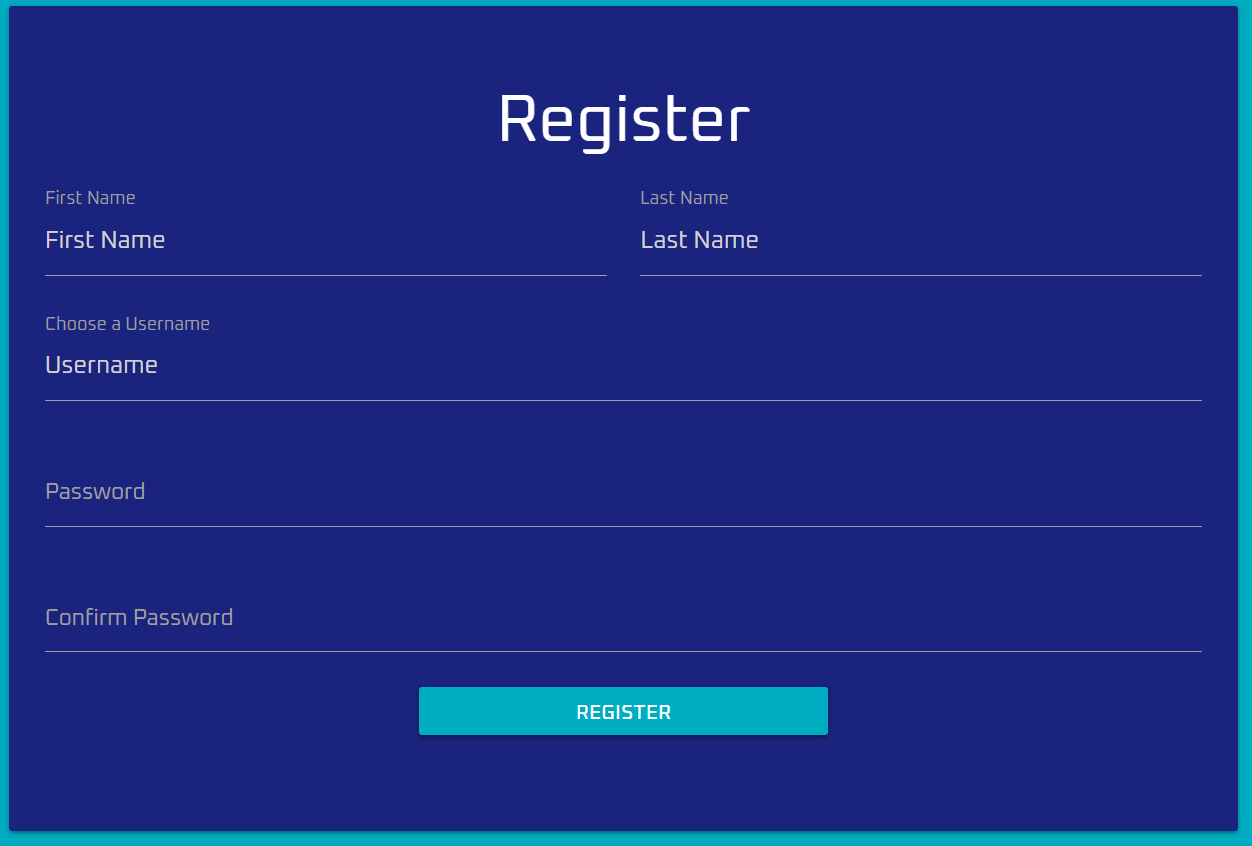 Register
First Name
Last Name
First Name
Last Name
Choose a Username
Username
Password
Confirm Password
REGISTER